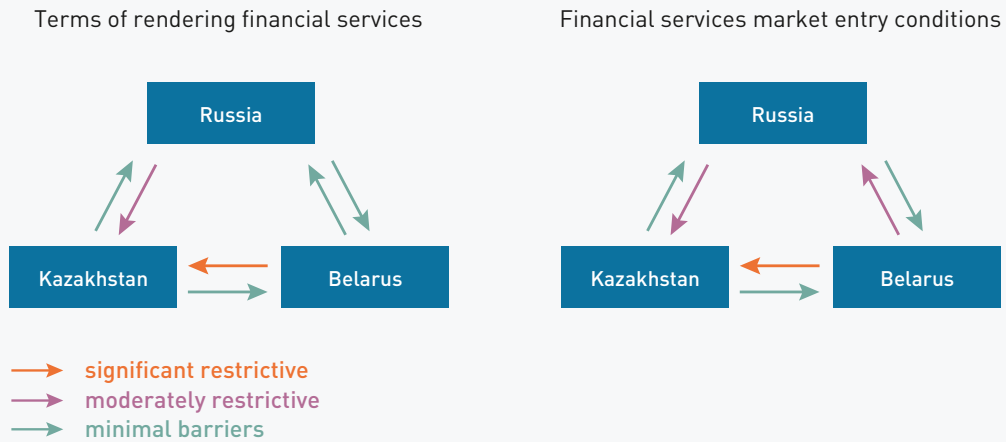 Terms of rendering financial services
Russia
Kazakhstan
Belarus
Financial services market entry conditions
Russia
Kazakhstan
Belarus
significant restrictive
moderately restrictive
minimal barriers